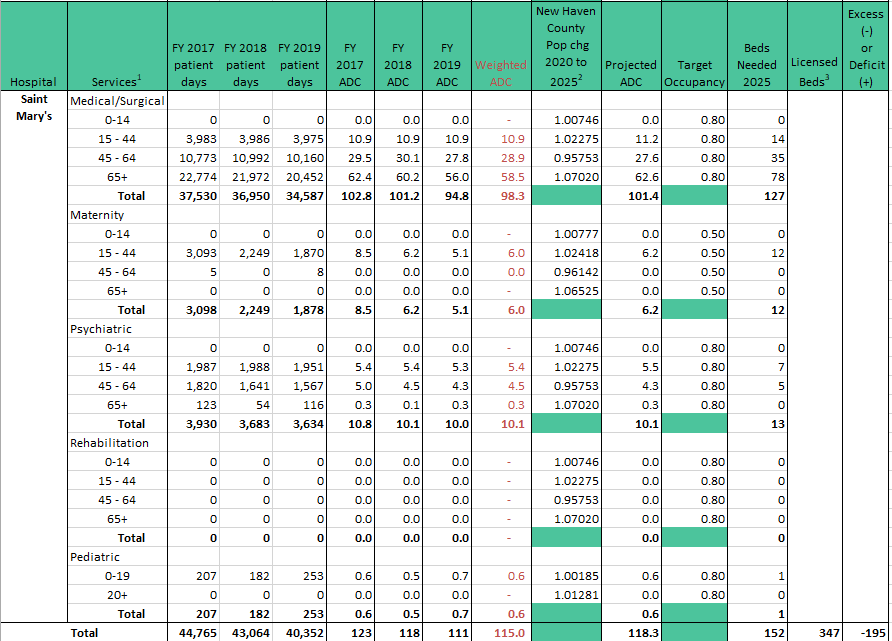 Hospital Services1 FY 2017 patient days FY 2018 patient days FY 2019 patient days FY 2017 ADC FY 2018 ADC FY 2019 ADC Weighted ADC New Haven County Pop chg 2020 to 20252 Projected ADC Target Occupancy Beds Needed 2025 Licensed Beds3 Excess (-) or Deficit (+)
Saint Mary's Medical/Surgical
0-14 0 0 0 0.0 0.0 0.0 - 1.00746 0.0 0.80 0
15 - 44 3,983 3,986 3,975 10.9 10.9 10.9 10.9 1.02275 11.2 0.80 14
45 - 64 10,773 10,992 10,160 29.5 30.1 27.8 28.9 0.95753 27.6 0.80 35
65+ 22,774 21,972 20,452 62.4 60.2 56.0 58.5 1.07020 62.6 0.80 78
Total 37,530 36,950 34,587 102.8 101.2 94.8 98.3 101.4 127
Maternity
0-14 0 0 0 0.0 0.0 0.0 - 1.00777 0.0 0.50 0
15 - 44 3,093 2,249 1,870 8.5 6.2 5.1 6.0 1.02418 6.2 0.50 12
45 - 64 5 0 8 0.0 0.0 0.0 0.0 0.96142 0.0 0.50 0
65+ 0 0 0 0.0 0.0 0.0 - 1.06525 0.0 0.50 0
Total 3,098 2,249 1,878 8.5 6.2 5.1 6.0 6.2 12
Psychiatric
0-14 0 0 0 0.0 0.0 0.0 - 1.00746 0.0 0.80 0
15 - 44 1,987 1,988 1,951 5.4 5.4 5.3 5.4 1.02275 5.5 0.80 7
45 - 64 1,820 1,641 1,567 5.0 4.5 4.3 4.5 0.95753 4.3 0.80 5
65+ 123 54 116 0.3 0.1 0.3 0.3 1.07020 0.3 0.80 0
Total 3,930 3,683 3,634 10.8 10.1 10.0 10.1 10.1 13
Rehabilitation
0-14 0 0 0 0.0 0.0 0.0 - 1.00746 0.0 0.80 0
15 - 44 0 0 0 0.0 0.0 0.0 - 1.02275 0.0 0.80 0
45 - 64 0 0 0 0.0 0.0 0.0 - 0.95753 0.0 0.80 0
65+ 0 0 0 0.0 0.0 0.0 - 1.07020 0.0 0.80 0
Total 0 0 0 0.0 0.0 0.0 - 0.0 0
Pediatric
0-19 207 182 253 0.6 0.5 0.7 0.6 1.00185 0.6 0.80 1
20+ 0 0 0 0.0 0.0 0.0 - 1.01281 0.0 0.80 0
Total 207 182 253 0.6 0.5 0.7 0.6 0.6 1
Total 44,765 43,064 40,352 123 118 111 115.0 118.3 152 347 -195